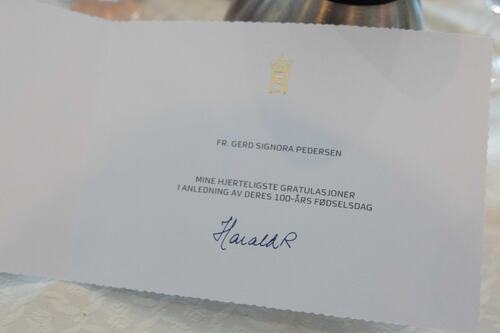 FR. GERD SIGNORA PEDERSEN
MINE HJERTELIGSTE GRATULASJONER
I ANLEDNING AV DERES 100-ÅRS FØDSELSDAG
Harald R